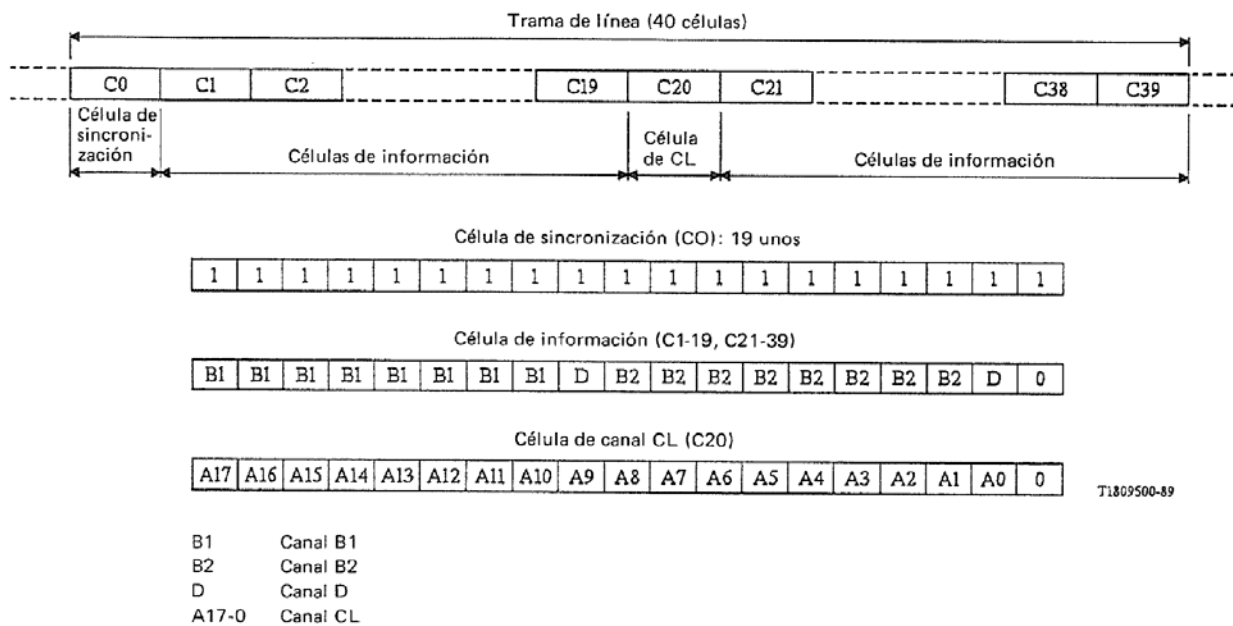 Trama de línea (40 células)
C0 C1 C2 C19 C20 C21 C38 C39
Célula de
sincroni-
zación
Células de información
Célula
de CL
Células de información
Célula de sincronización (CO): 19 unos
1 1 1 1 1 1 1 1 1 1 1 1 1 1 1 1 1 1 1
Célula de información (C1-19, C21-39)
B1 B1 B1 B1 B1 B1 B1 B1 D B2 B2 B2 B2 B2 B2 B2 B2 D 0
Célula de canal CL (C20)
A17 A16 A15 A14 A13 A12 A11 A10 A9 A8 A7 A6 A5 A4 A3 A2 A1 A0 0
T1809500-89
B1 Canal B1
B2 Canal B2
D Canal D
A17-0 Canal CL